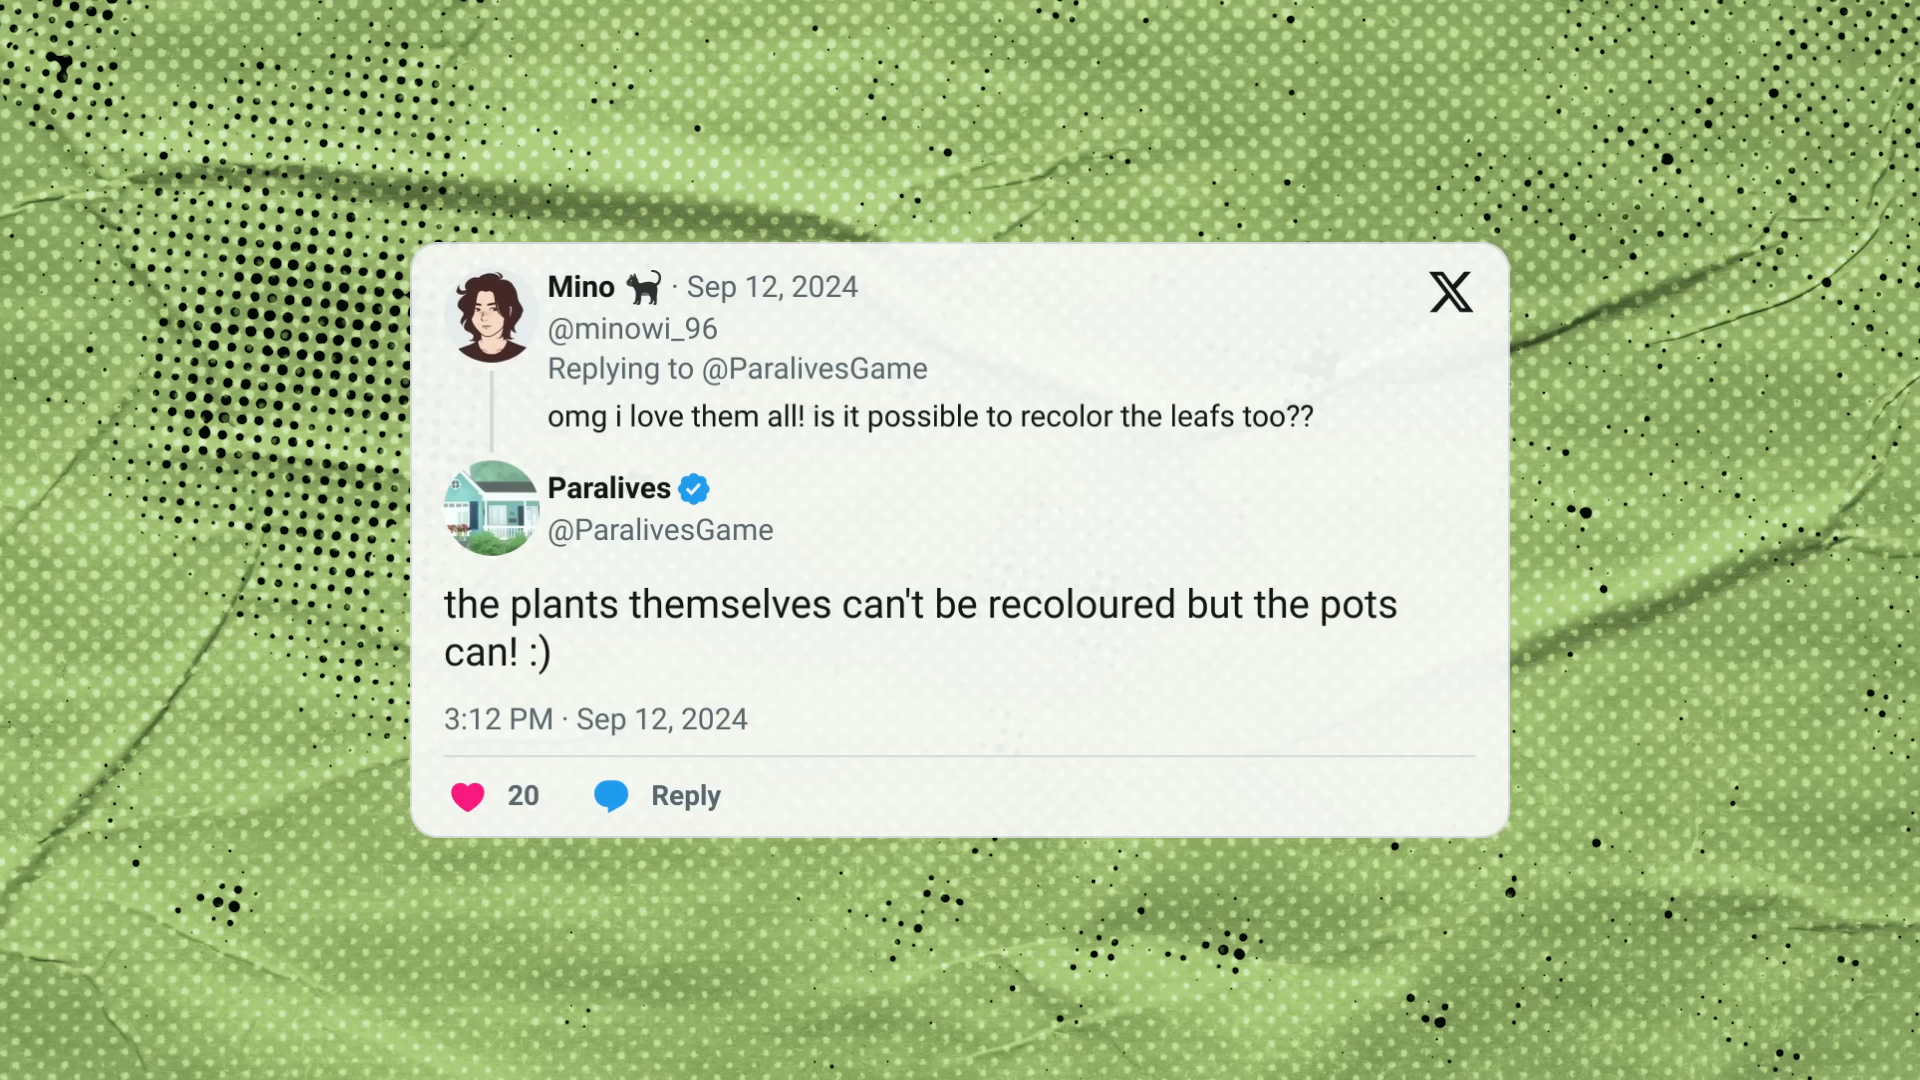 Mino 🐈‍⬛ · Sep 12, 2024
@minowi_96
Replying to @ParalivesGame
omg i love them all! is it possible to recolor the leafs too??
Paralives
@ParalivesGame
the plants themselves can't be recoloured but the pots
can! :)
3:12 PM · Sep 12, 2024
20 Reply